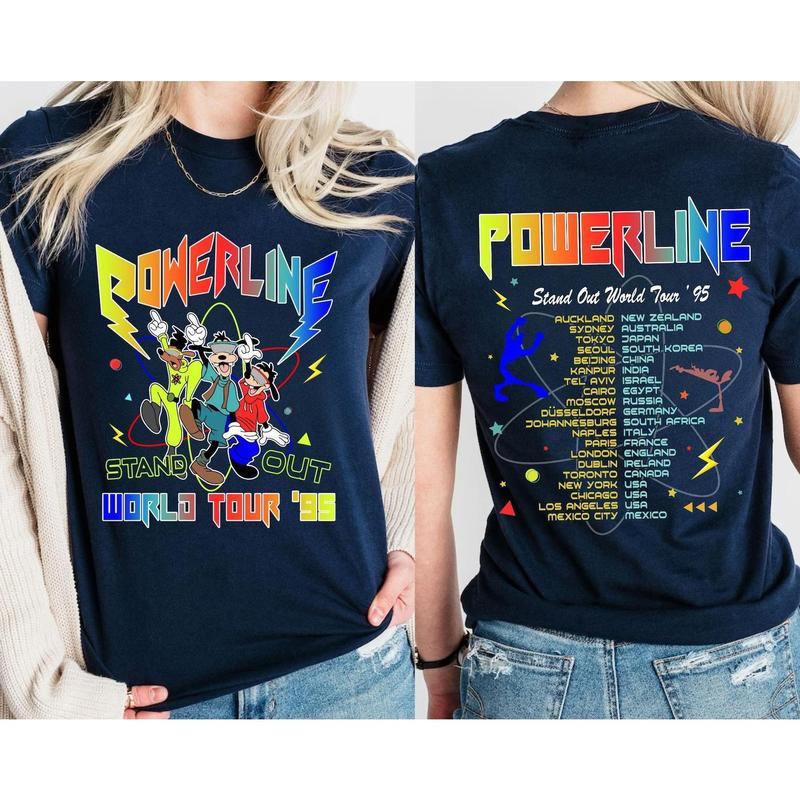 POWERLINE
STAND OUT
WORLD TOUR '95
POWERLINE
Stand Out World Tour '95
AUCKLAND NEW ZEALAND
SYDNEY AUSTRALIA
TOKYO JAPAN
SEOUL SOUTH KOREA
BEIJING CHINA
KANPUR INDIA
TEL AVIV ISRAEL
CAIRO EGYPT
MOSCOW RUSSIA
DÜSSELDORF GERMANY
JOHANNESBURG SOUTH AFRICA
NAPLES ITALY
PARIS FRANCE
LONDON ENGLAND
DUBLIN IRELAND
TORONTO CANADA
NEW YORK USA
CHICAGO USA
LOS ANGELES USA
MEXICO CITY MEXICO